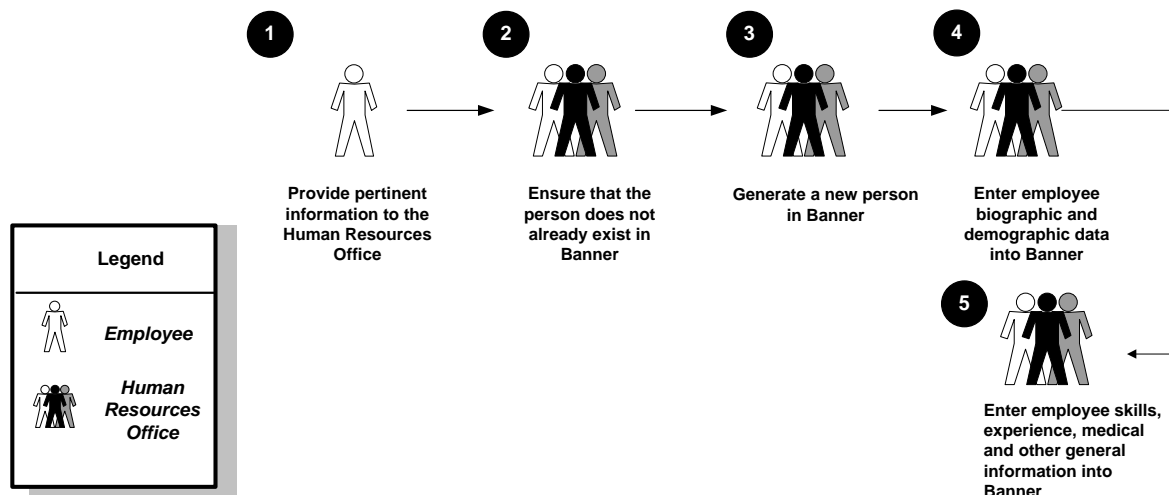 1
2
3
4
Provide pertinent
information to the
Human Resources
Office
Ensure that the
person does not
already exist in
Banner
Generate a new person
in Banner
Enter employee
biographic and
demographic data
into Banner
5
Enter employee skills,
experience, medical
and other general
information into
Banner
Legend
Employee
Human
Resources
Office